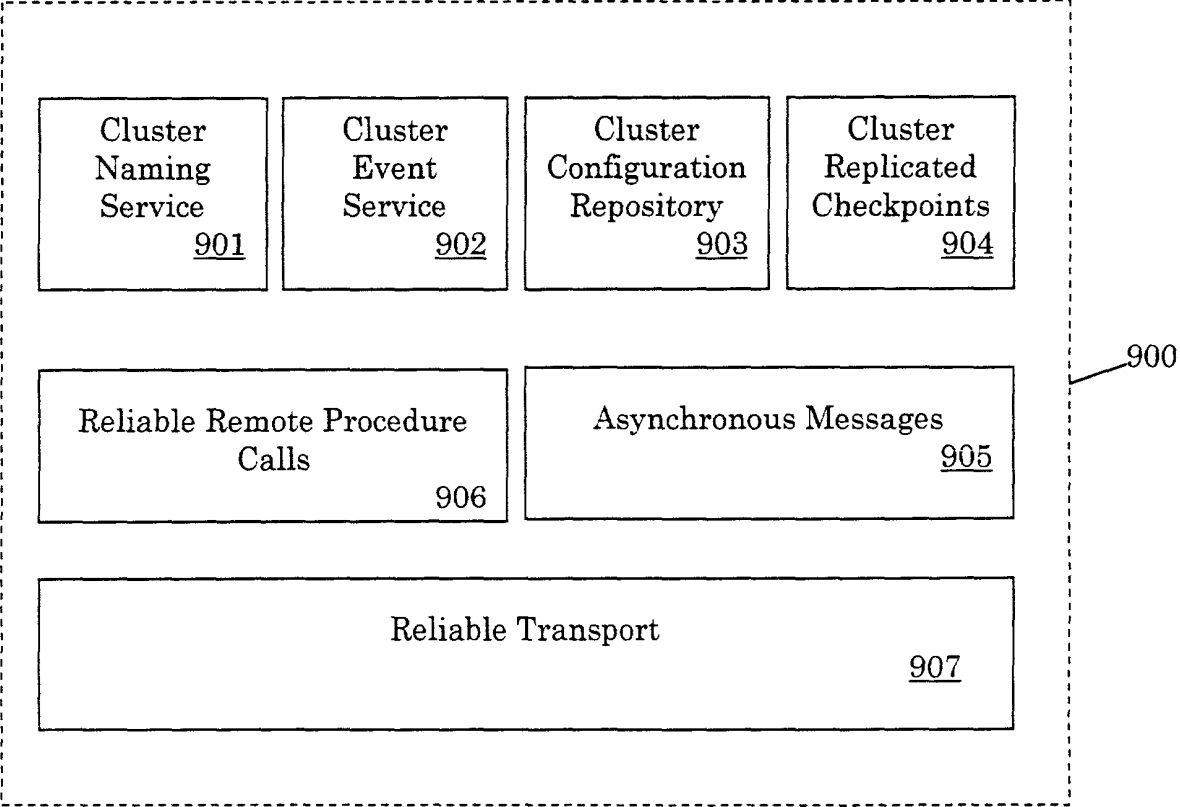 Cluster
Naming
Service
901
Cluster
Event
Service
902
Cluster
Configuration
Repository
903
Cluster
Replicated
Checkpoints
904
900
Reliable Remote Procedure
Calls
906
Asynchronous Messages
905
Reliable Transport
907